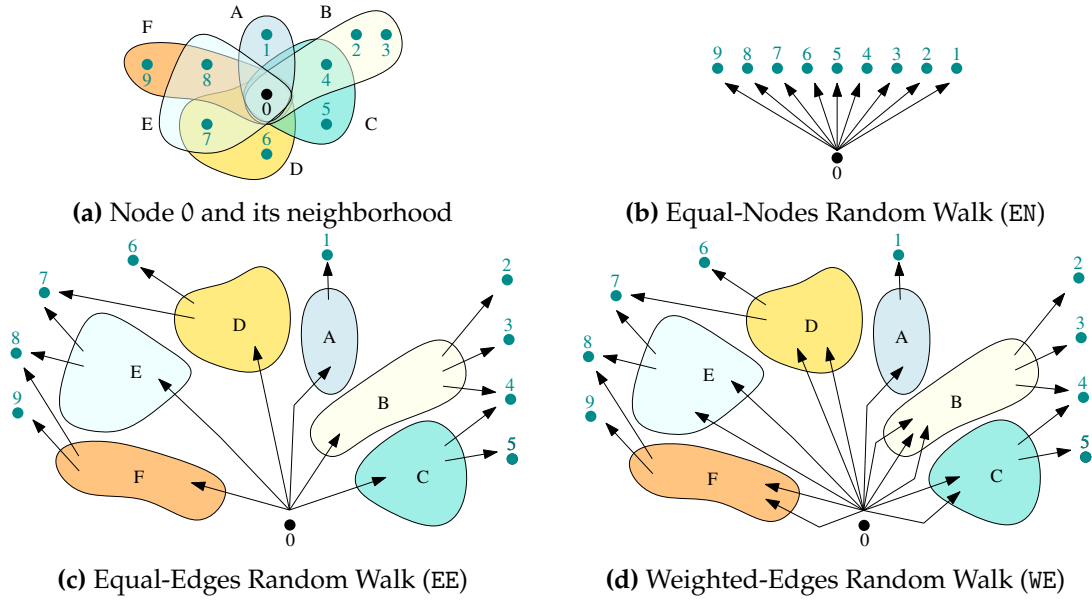 F
A
B
1
2
3
9
8
4
0
E
7
6
5
C
D
9 8 7 6 5 4 3 2 1
0
(a) Node 0 and its neighborhood
(b) Equal-Nodes Random Walk (EN)
6
1
2
7
D
A
3
8
E
B
4
9
F
C
5
0
6
1
2
7
D
A
3
8
E
B
4
9
F
C
5
0
(c) Equal-Edges Random Walk (EE)
(d) Weighted-Edges Random Walk (WE)